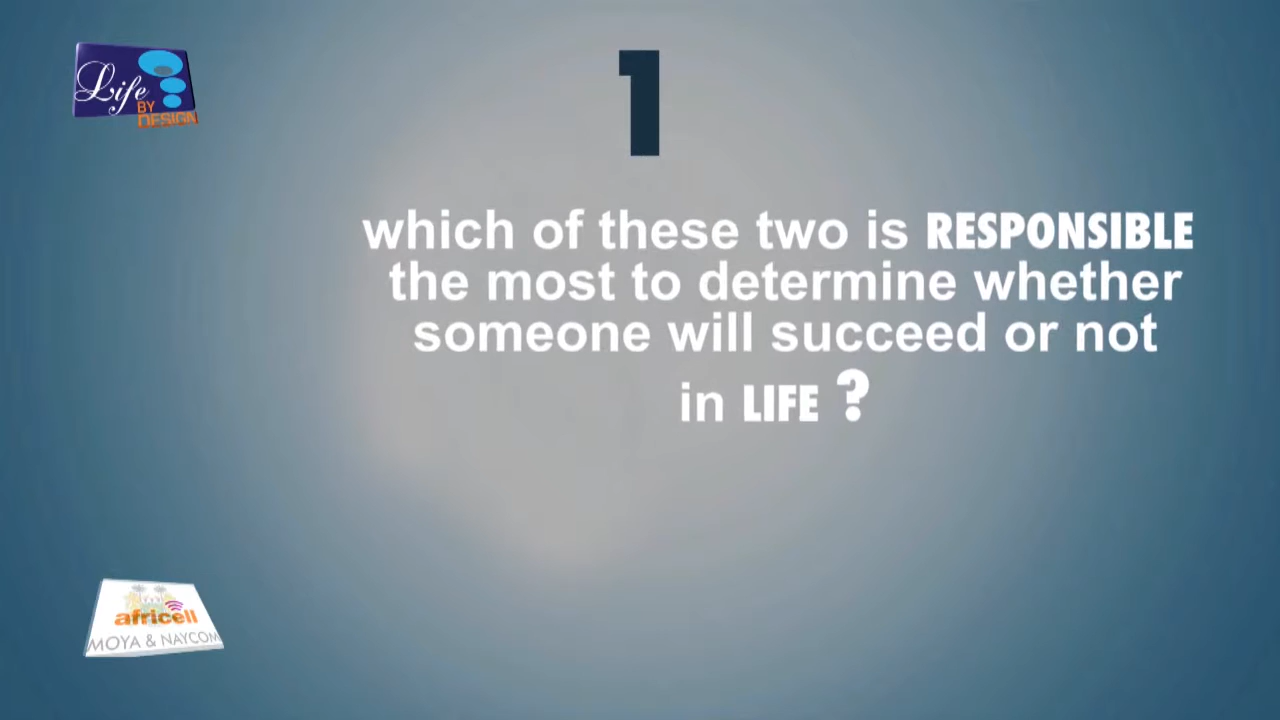 Life
BY
DESIGN
1
which of these two is RESPONSIBLE
the most to determine whether
someone will succeed or not
in LIFE ?
africell
MOYA & NAYCOM